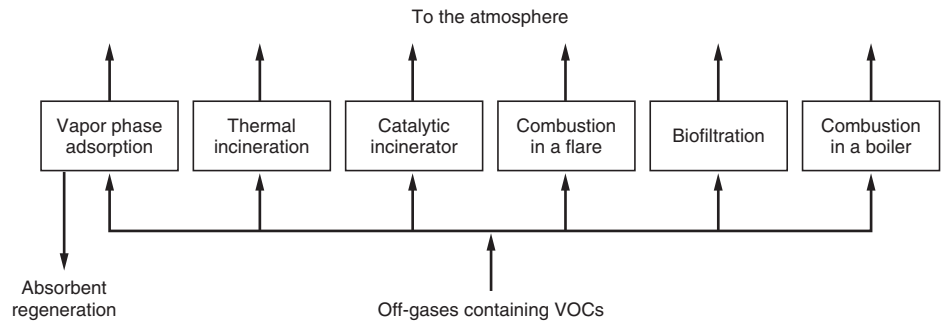 To the atmosphere
Vapor phase
adsorption
Thermal
incineration
Catalytic
incinerator
Combustion
in a flare
Biofiltration
Combustion
in a boiler
Absorbent
regeneration
Off-gases containing VOCs